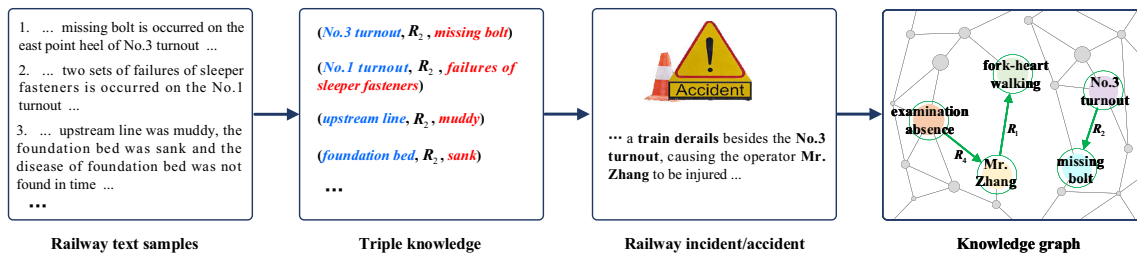 1. ... missing bolt is occurred on the
east point heel of No.3 turnout ...
2. ... two sets of failures of sleeper
fasteners is occurred on the No.1
turnout ...
3. ... upstream line was muddy, the
foundation bed was sank and the
disease of foundation bed was not
found in time ...
...
Railway text samples
(No.3 turnout, R2 , missing bolt)
(No.1 turnout, R2 , failures of
sleeper fasteners)
(upstream line, R2 , muddy)
(foundation bed, R2 , sank)
...
Triple knowledge
Accident
... a train derails besides the No.3
turnout, causing the operator Mr.
Zhang to be injured ...
Railway incident/accident
fork-heart
walking
No.3
turnout
examination
absence
R1
R2
R4
Mr.
Zhang
missing
bolt
Knowledge graph